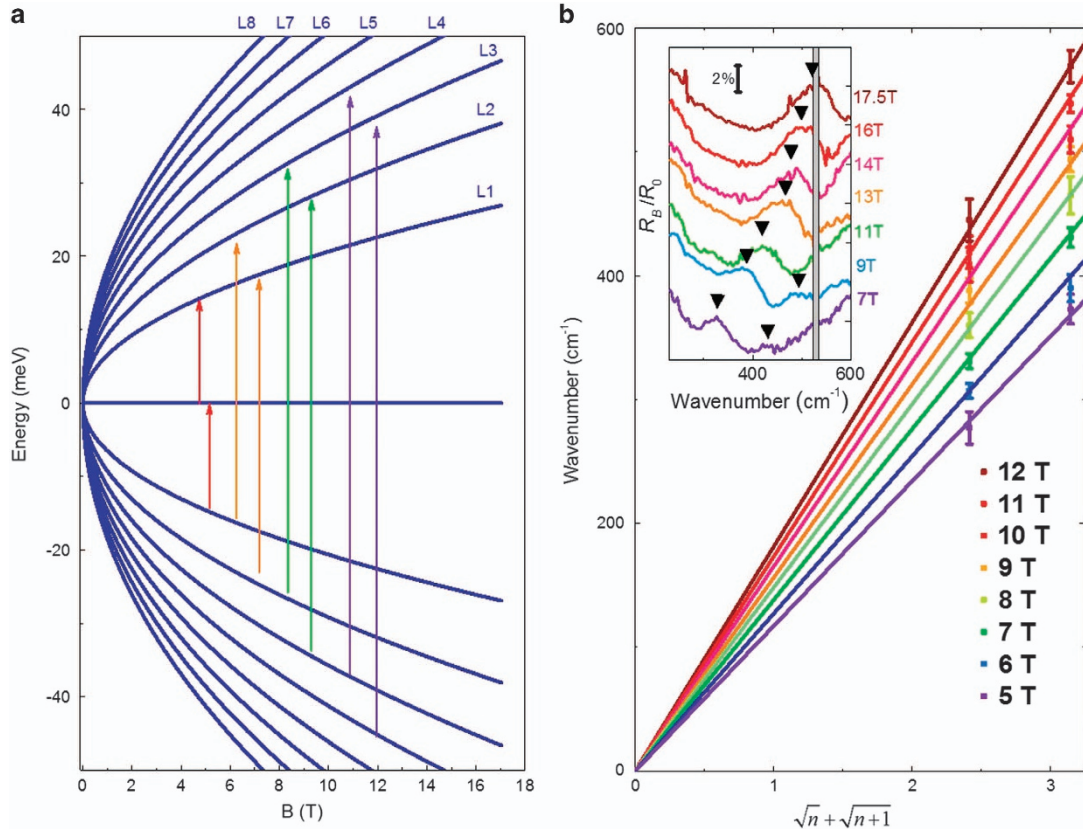 a
L8 L7 L6 L5 L4
L3
L2
L1
Energy (meV)
40
20
0
-20
-40
0 2 4 6 8 10 12 14 16 18
B (T)
b
Wavenumber (cm⁻¹)
600
400
200
0
0 1 2 3
√n + √n+1
2%
R_B/R_0
17.5T
16T
14T
13T
11T
9T
7T
400 600
Wavenumber (cm⁻¹)
12 T
11 T
10 T
9 T
8 T
7 T
6 T
5 T